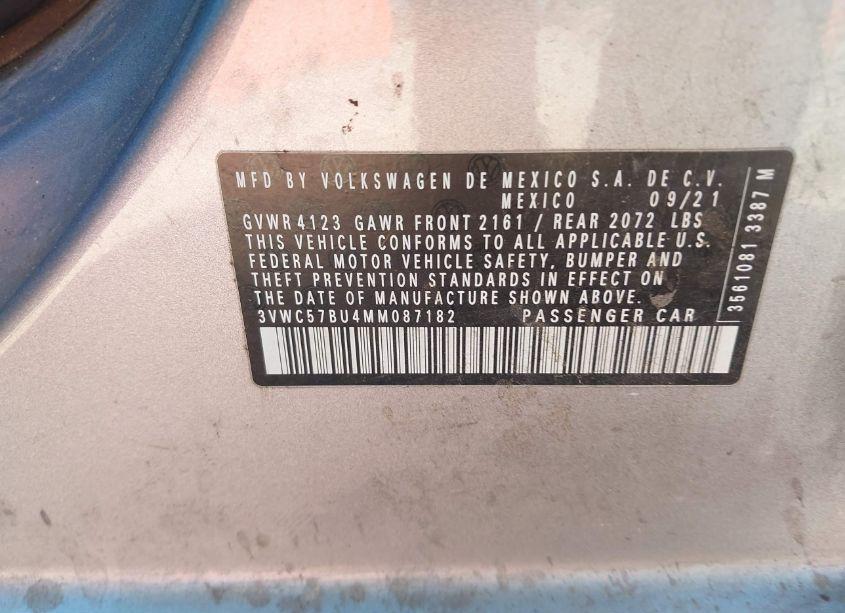 MFD BY VOLKSWAGEN DE MEXICO S.A. DE C.V.
MEXICO 09/21
GVWR 4123 GAWR FRONT 2161 / REAR 2072 LBS
THIS VEHICLE CONFORMS TO ALL APPLICABLE U.S.
FEDERAL MOTOR VEHICLE SAFETY, BUMPER AND
THEFT PREVENTION STANDARDS IN EFFECT ON
THE DATE OF MANUFACTURE SHOWN ABOVE.
3VWC57BU4MM087182 PASSENGER CAR
3561081 3387 M